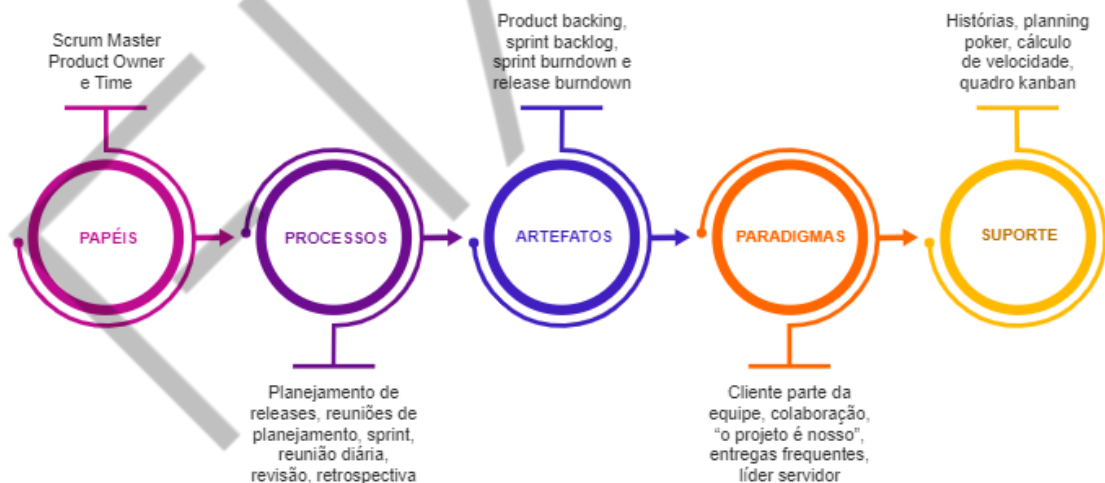 Scrum Master
Product Owner
e Time
PAPÉIS
PROCESSOS
Planejamento de
releases, reuniões de
planejamento, sprint,
reunião diária,
revisão, retrospectiva
Product backing,
sprint backlog,
sprint burndown e
release burndown
ARTEFATOS
PARADIGMAS
Cliente parte da
equipe, colaboração,
“o projeto é nosso”,
entregas frequentes,
líder servidor
Histórias, planning
poker, cálculo
de velocidade,
quadro kanban
SUPORTE